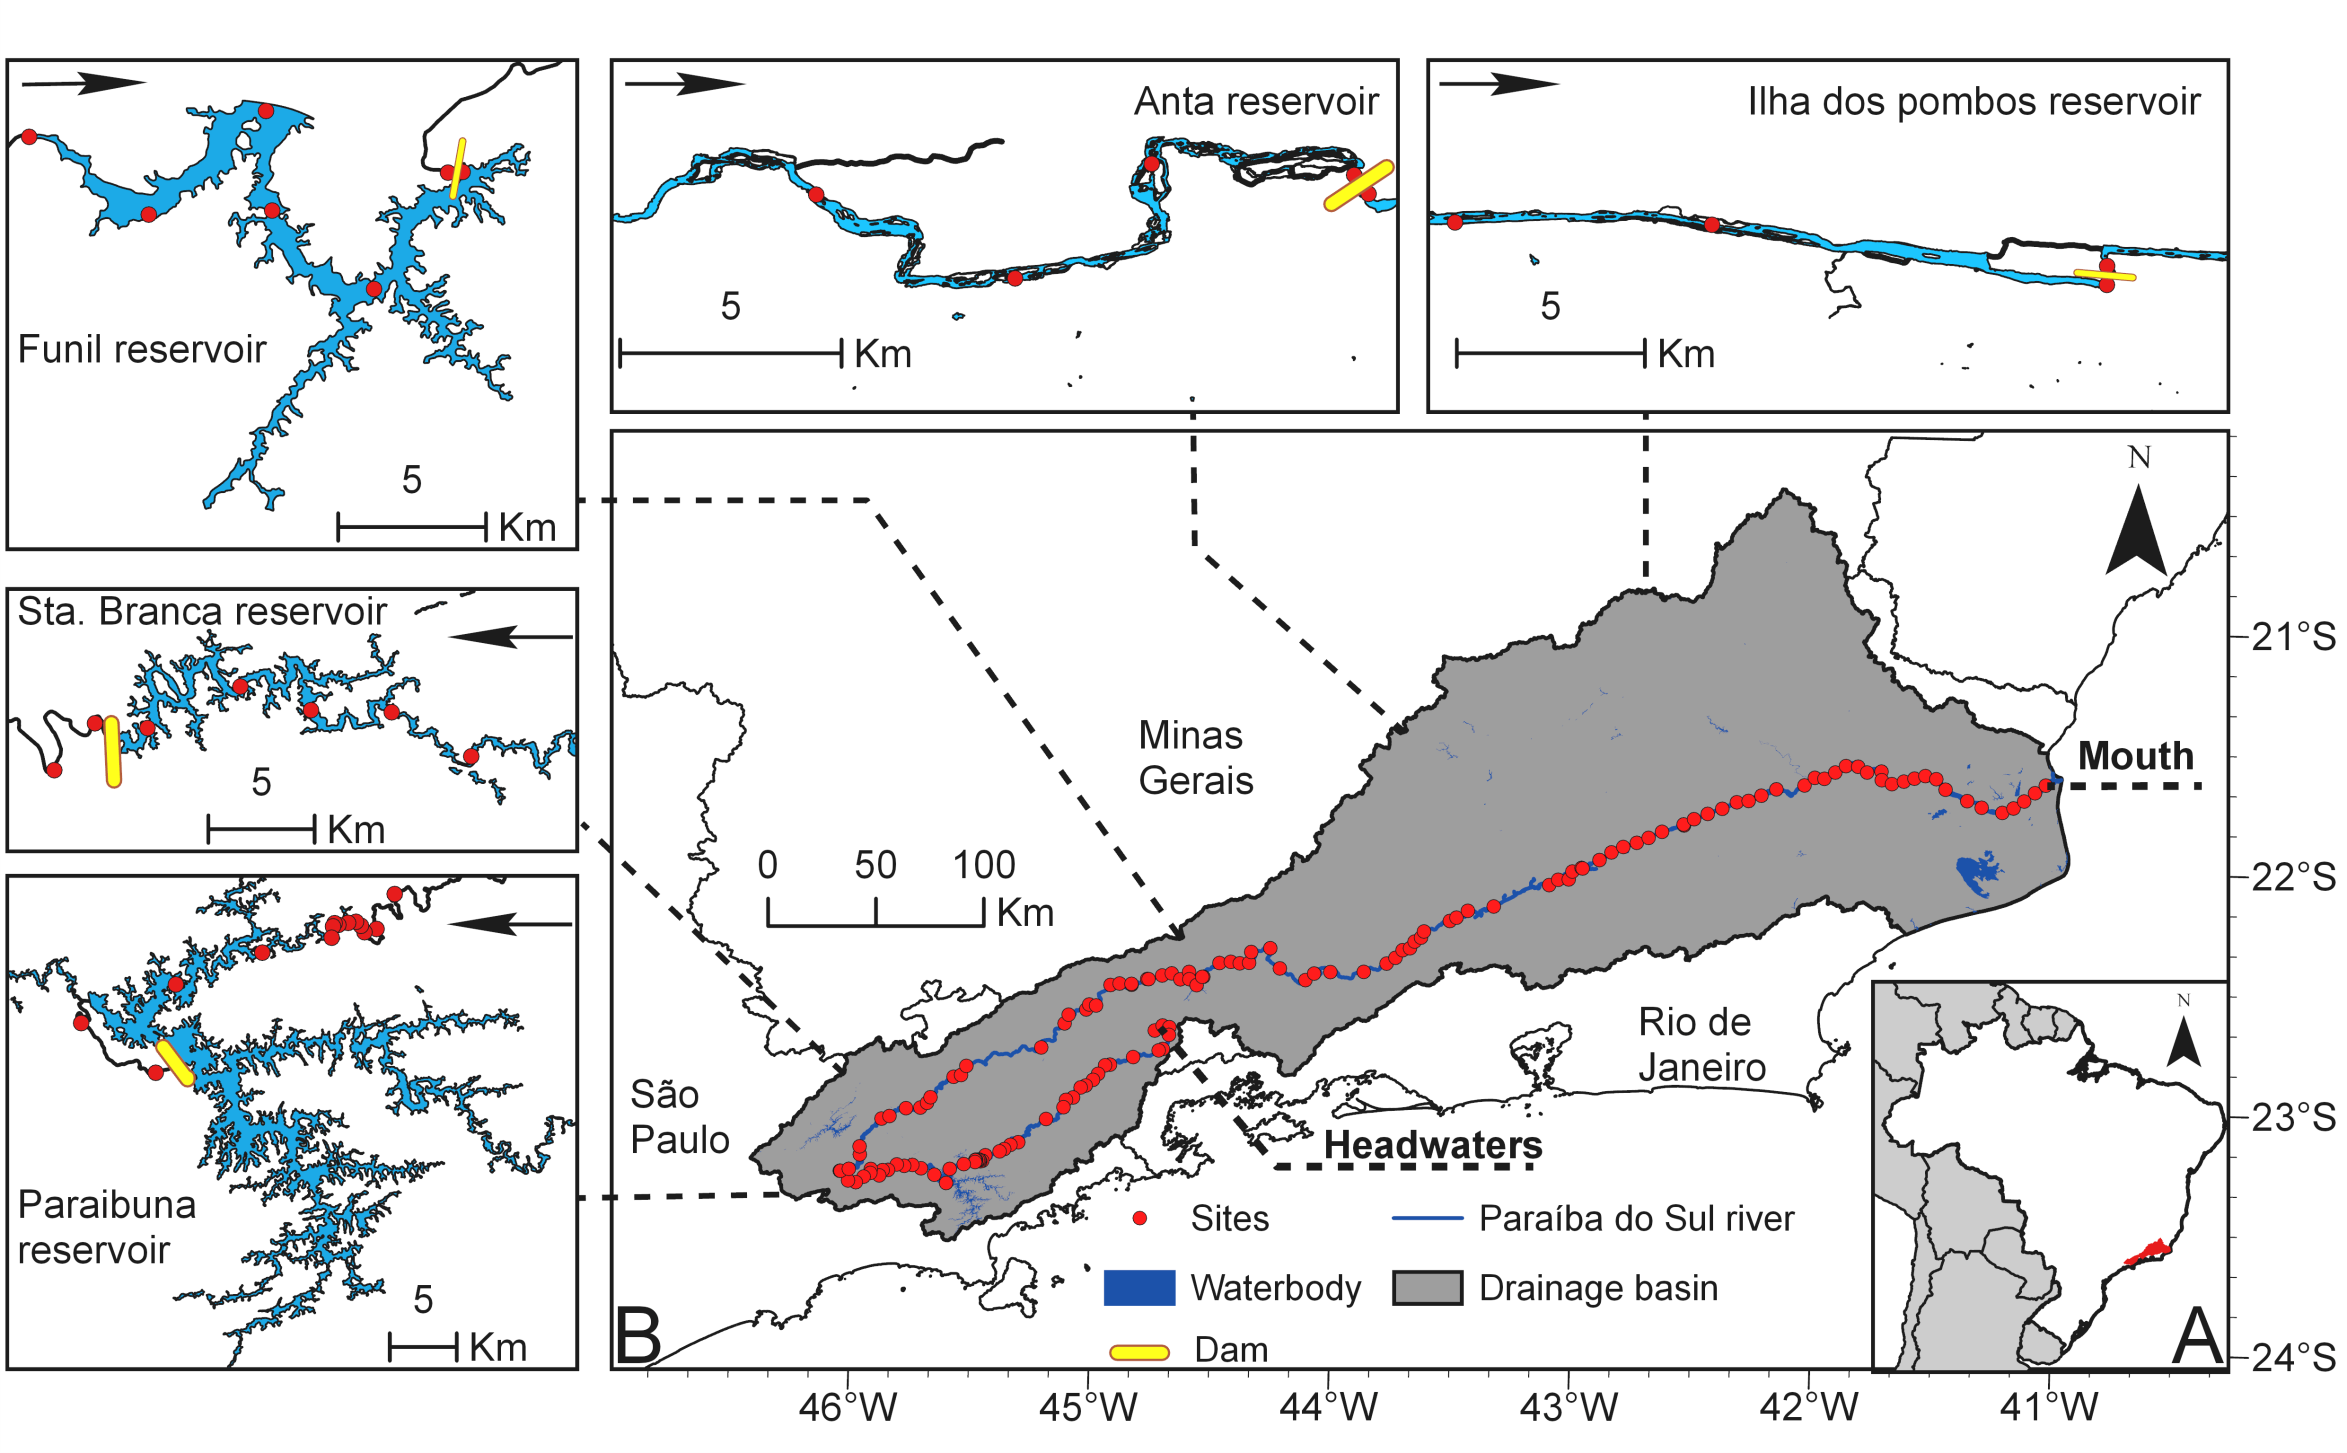 Funil reservoir
5
Km
Anta reservoir
5
Km
Ilha dos pombos reservoir
5
Km
Sta. Branca reservoir
5
Km
Paraibuna
reservoir
5
Km
N
Minas
Gerais
0 50 100
Km
Mouth
São
Paulo
Rio de
Janeiro
Headwaters
Sites
Paraíba do Sul river
Waterbody
Drainage basin
Dam
B
N
A
21°S
22°S
23°S
24°S
46°W 45°W 44°W 43°W 42°W 41°W